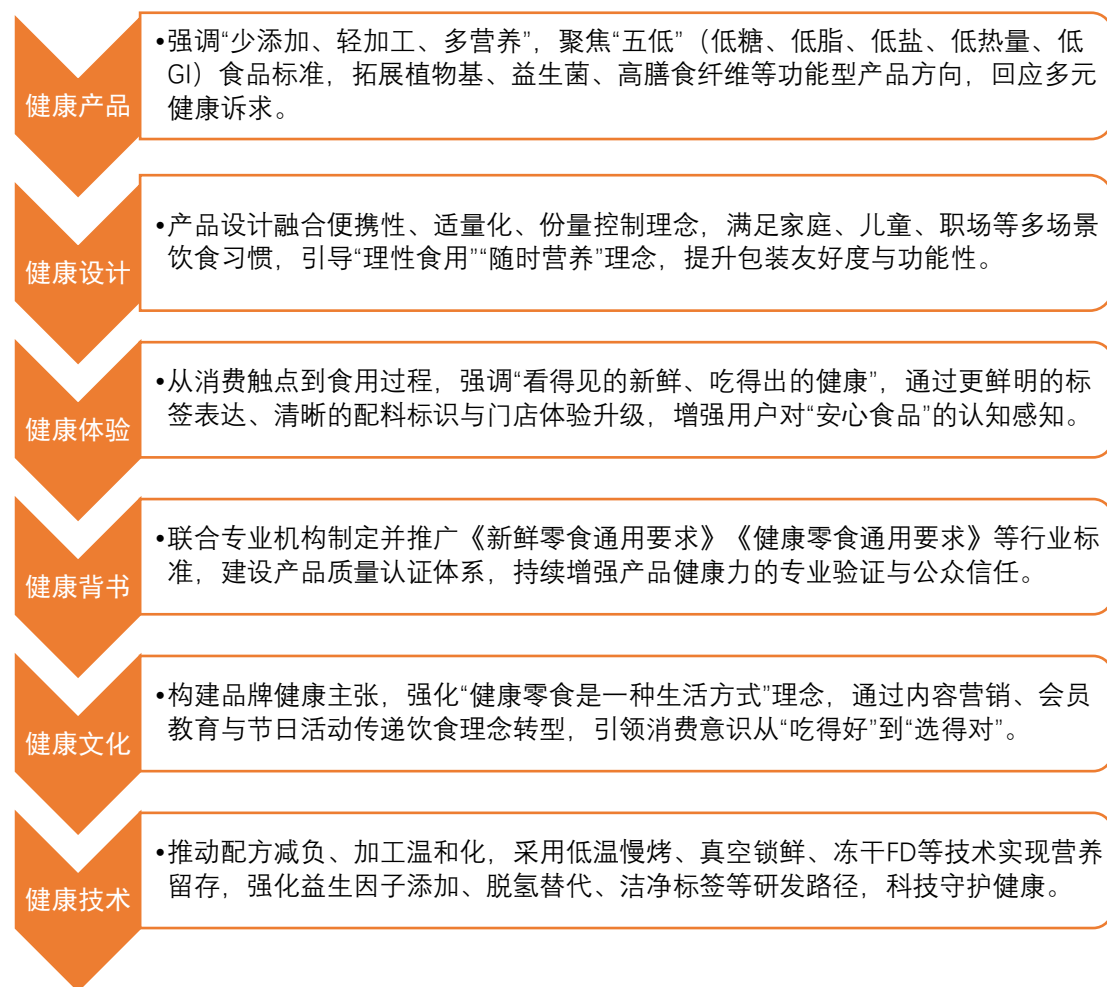 健康产品
•强调“少添加、轻加工、多营养”，聚焦“五低”（低糖、低脂、低盐、低热量、低
GI）食品标准，拓展植物基、益生菌、高膳食纤维等功能型产品方向，回应多元
健康诉求。
健康设计
•产品设计融合便携性、适量化、份量控制理念，满足家庭、儿童、职场等多场景
饮食习惯，引导“理性食用”“随时营养”理念，提升包装友好度与功能性。
健康体验
•从消费触点到食用过程，强调“看得见的新鲜、吃得出的健康”，通过更鲜明的标
签表达、清晰的配料标识与门店体验升级，增强用户对“安心食品”的认知感知。
健康背书
•联合专业机构制定并推广《新鲜零食通用要求》《健康零食通用要求》等行业标
准，建设产品质量认证体系，持续增强产品健康力的专业验证与公众信任。
健康文化
•构建品牌健康主张，强化“健康零食是一种生活方式”理念，通过内容营销、会员
教育与节日活动传递饮食理念转型，引领消费意识从“吃得好”到“选得对”。
健康技术
•推动配方减负、加工温和化，采用低温慢烤、真空锁鲜、冻干FD等技术实现营养
留存，强化益生因子添加、脱氢替代、洁净标签等研发路径，科技守护健康。